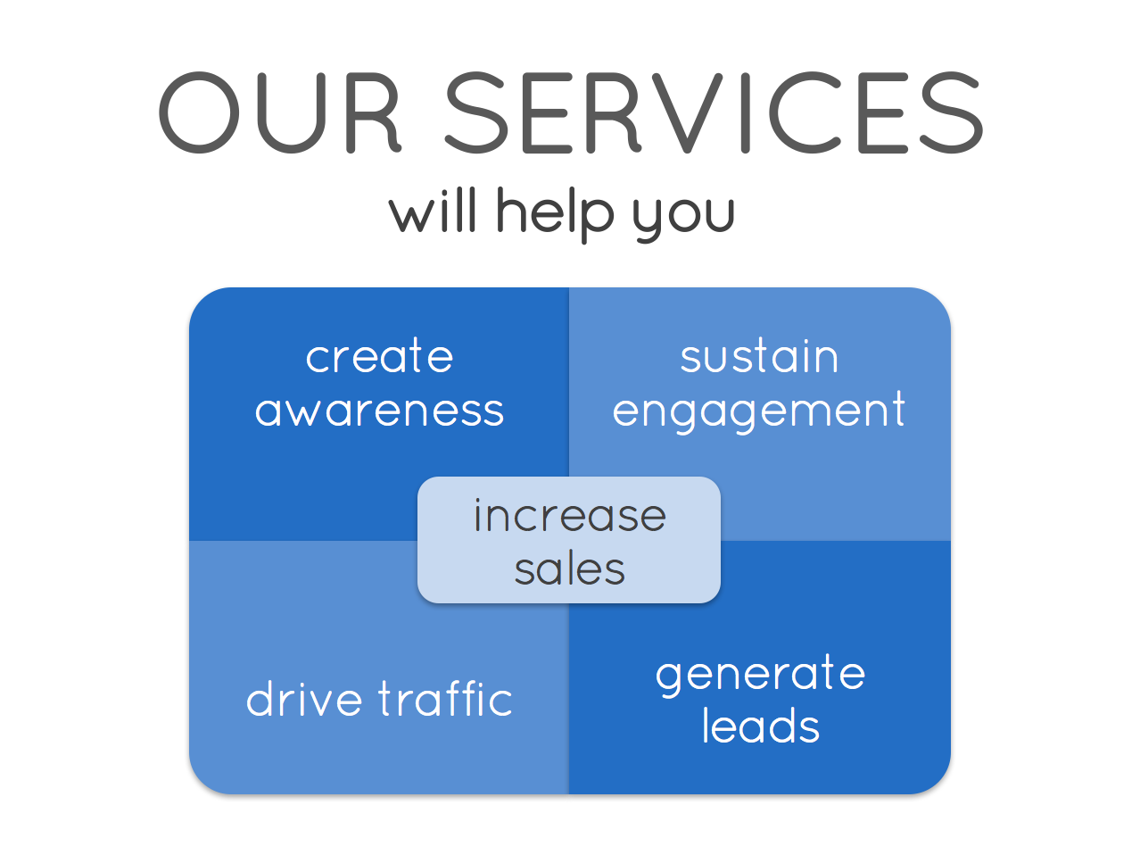 OUR SERVICES
will help you
create
awareness
sustain
engagement
increase
sales
drive traffic
generate
leads